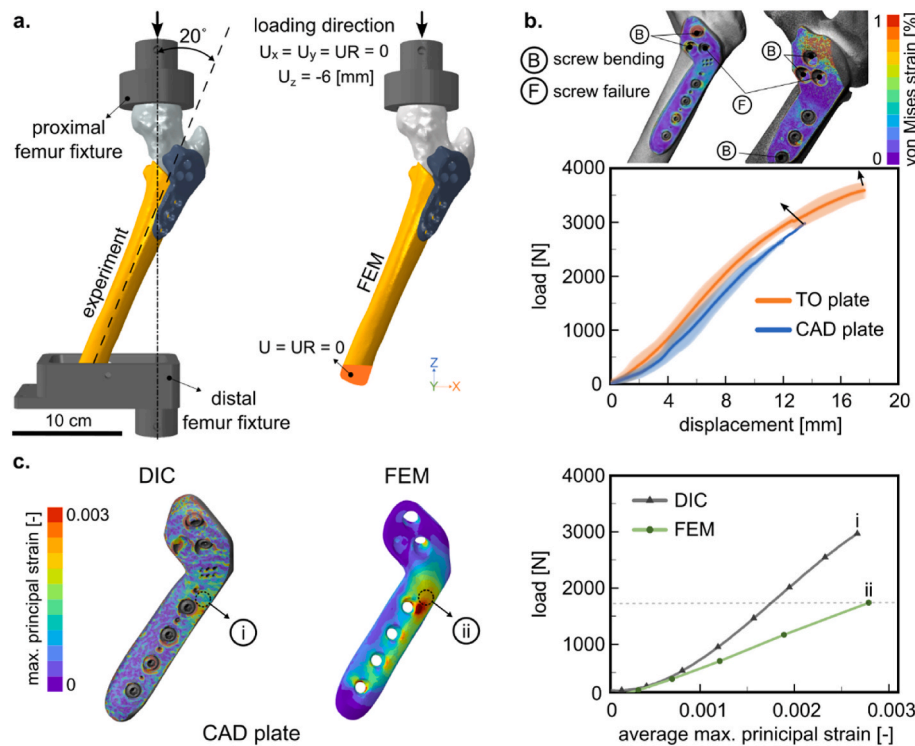 a.
20°
loading direction
Ux = Uy = UR = 0
Uz = -6 [mm]
proximal
femur fixture
experiment
FEM
U = UR = 0
Z
Y
X
10 cm
distal
femur fixture
b.
B
B
B screw bending
F screw failure
F
B
1
0
von Mises strain [%]
4000
3000
2000
1000
0
load [N]
TO plate
CAD plate
0
4
8
12
16
20
displacement [mm]
c.
DIC
FEM
max. principal strain [-]
0.003
0
i
ii
CAD plate
4000
3000
2000
1000
0
load [N]
DIC
FEM
i
ii
0
0.001
0.002
0.003
average max. prinicipal strain [-]